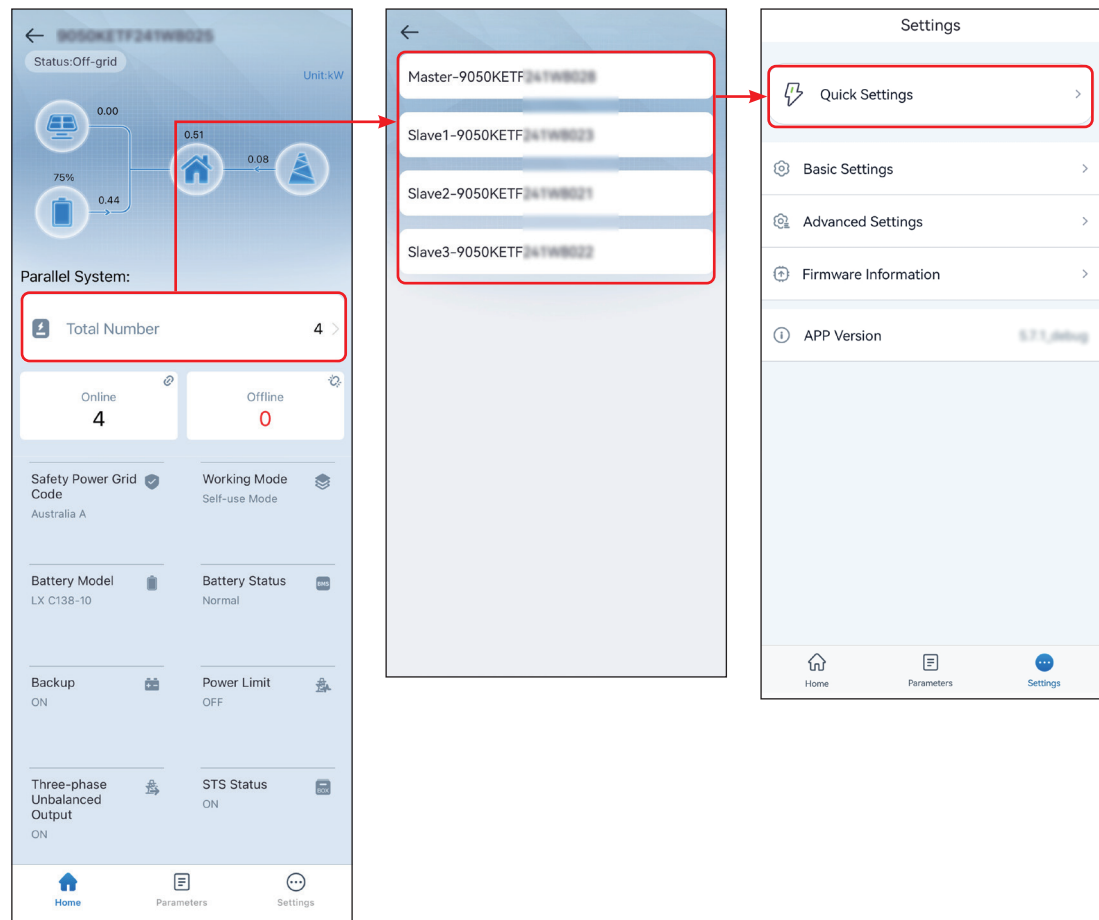 Status:Off-grid
Unit:kW
0.00
0.51
0.08
75%
0.44
Parallel System:
Total Number
4
Online
4
Offline
0
Safety Power Grid
Code
Australia A
Working Mode
Self-use Mode
Battery Model
LX C138-10
Battery Status
Normal
BMS
Backup
ON
Power Limit
OFF
Three-phase
Unbalanced
Output
ON
STS Status
ON
BOX
Home
Parameters
Settings
Master-9050KETF
Slave1-9050KETF
Slave2-9050KETF
Slave3-9050KETF
Settings
Quick Settings
Basic Settings
Advanced Settings
Firmware Information
APP Version
Home
Parameters
Settings